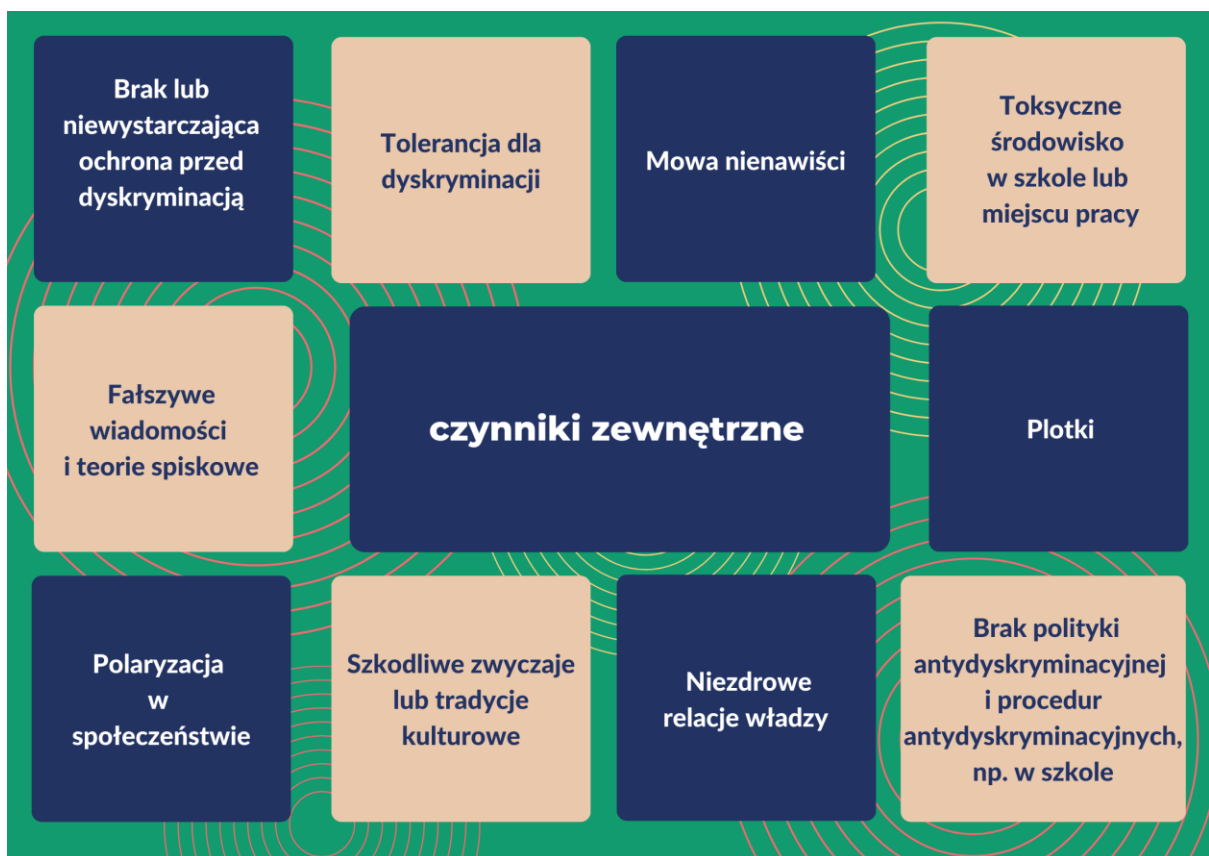 Brak lub
niewystarczająca
ochrona przed
dyskryminacją
Tolerancja dla
dyskryminacji
Mowa nienawiści
Toksyczne
środowisko
w szkole lub
miejscu pracy
Fałszywe
wiadomości
i teorie spiskowe
czynniki zewnętrzne
Plotki
Polaryzacja
w
społeczeństwie
Szkodliwe zwyczaje
lub tradycje
kulturowe
Niezdrowe
relacje władzy
Brak polityki
antydyskryminacyjnej
i procedur
antydyskryminacyjnych,
np. w szkole